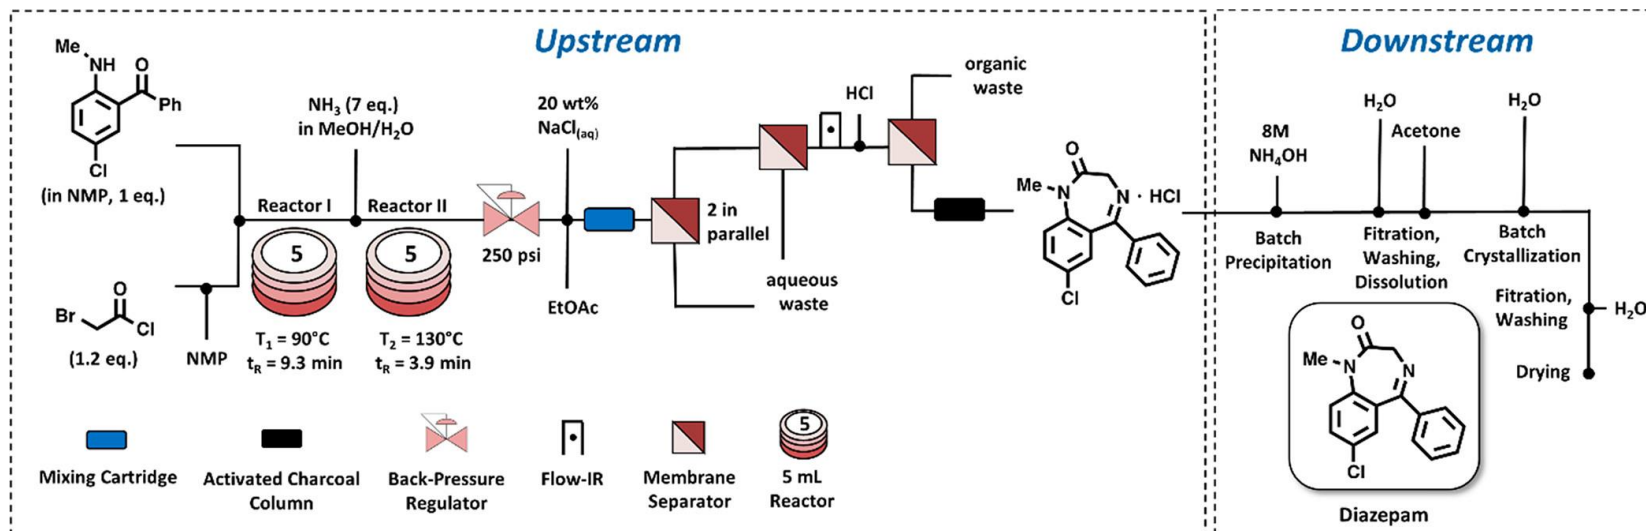 Upstream
Downstream
Me
NH
O
Ph
Cl
(in NMP, 1 eq.)
Br
O
Cl
(1.2 eq.)
NMP
Reactor I
5
T1 = 90°C
tR = 9.3 min
NH3 (7 eq.)
in MeOH/H2O
Reactor II
5
T2 = 130°C
tR = 3.9 min
250 psi
20 wt%
NaCl(aq)
EtOAc
2 in
parallel
aqueous
waste
HCl
organic
waste
O
Me
N
N
· HCl
Cl
8M
NH4OH
Batch
Precipitation
H2O
Acetone
Fitration,
Washing,
Dissolution
H2O
Batch
Crystallization
Fitration,
Washing
H2O
Drying
O
Me
N
N
Cl
Diazepam
Mixing Cartridge
Activated Charcoal
Column
Back-Pressure
Regulator
Flow-IR
Membrane
Separator
5
5 mL
Reactor